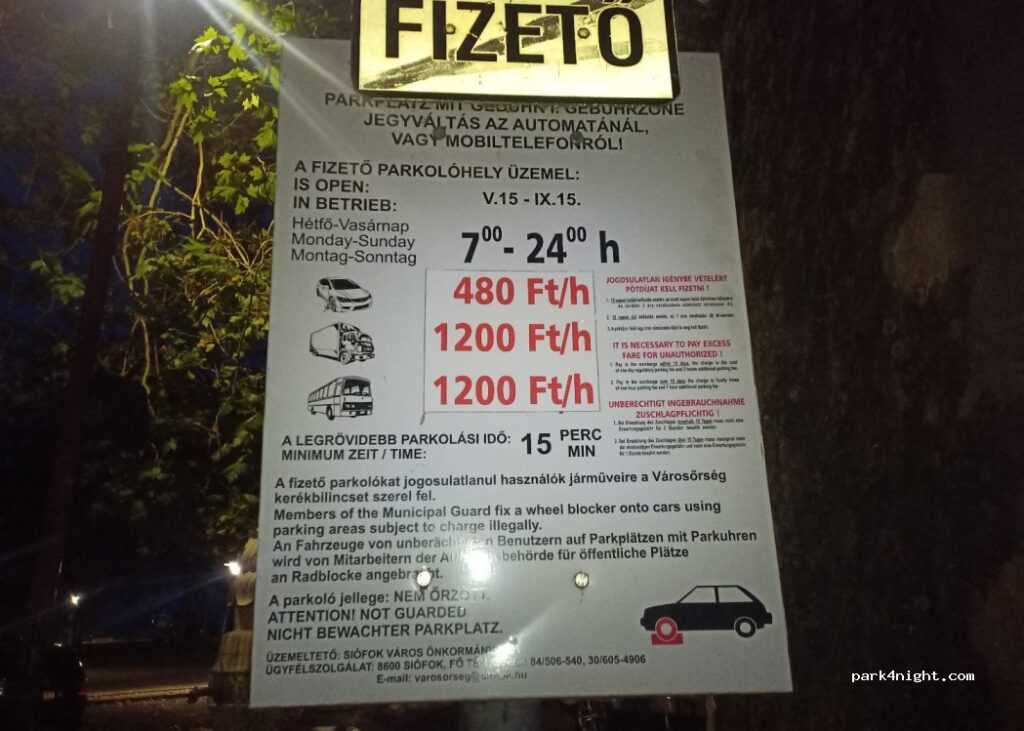 FIZETŐ
PARKPLATZ MIT GEBÜHR I. GEBÜHRZONE
JEGYVÁLTÁS AZ AUTOMATÁNÁL,
VAGY MOBILTELEFONRÓL!
A FIZETŐ PARKOLÓHELY ÜZEMEL:
IS OPEN:
IN BETRIEB: V.15 - IX.15.
Hétfő-Vasárnap
Monday-Sunday 7⁰⁰- 24⁰⁰ h
Montag-Sonntag
480 Ft/h
1200 Ft/h
1200 Ft/h
JOGOSULATLAN IGÉNYBE VÉTELÉRT
PÓTDÍJAT KELL FIZETNI !
IT IS NECESSARY TO PAY EXCESS
FARE FOR UNAUTHORIZED !
UNBERECHTIGT INGEBRAUCHNAHME
ZUSCHLAGPFLICHTIG !
A LEGRÖVIDEBB PARKOLÁSI IDŐ: 15 PERC
MINIMUM ZEIT / TIME: MIN
A fizető parkolókat jogosulatlanul használók járműveire a Városőrség
kerékbilincset szerel fel.
Members of the Municipal Guard fix a wheel blocker onto cars using
parking areas subject to charge illegally.
An Fahrzeuge von Benutzern auf Parkplätzen mit Parkuhren
wird von Mitarbeitern der für öffentliche Plätze
an Radblocke angebracht.
A parkoló jellege: NEM ŐRZÖTT.
ATTENTION! NOT GUARDED
NICHT BEWACHTER PARKPLATZ.
ÜZEMELTETŐ: SIÓFOK VÁROS
ÜGYFÉLSZOLGÁLAT: 8600 SIÓFOK, FŐ 84/506-540, 30/605-4906
E-mail:
park4night.com